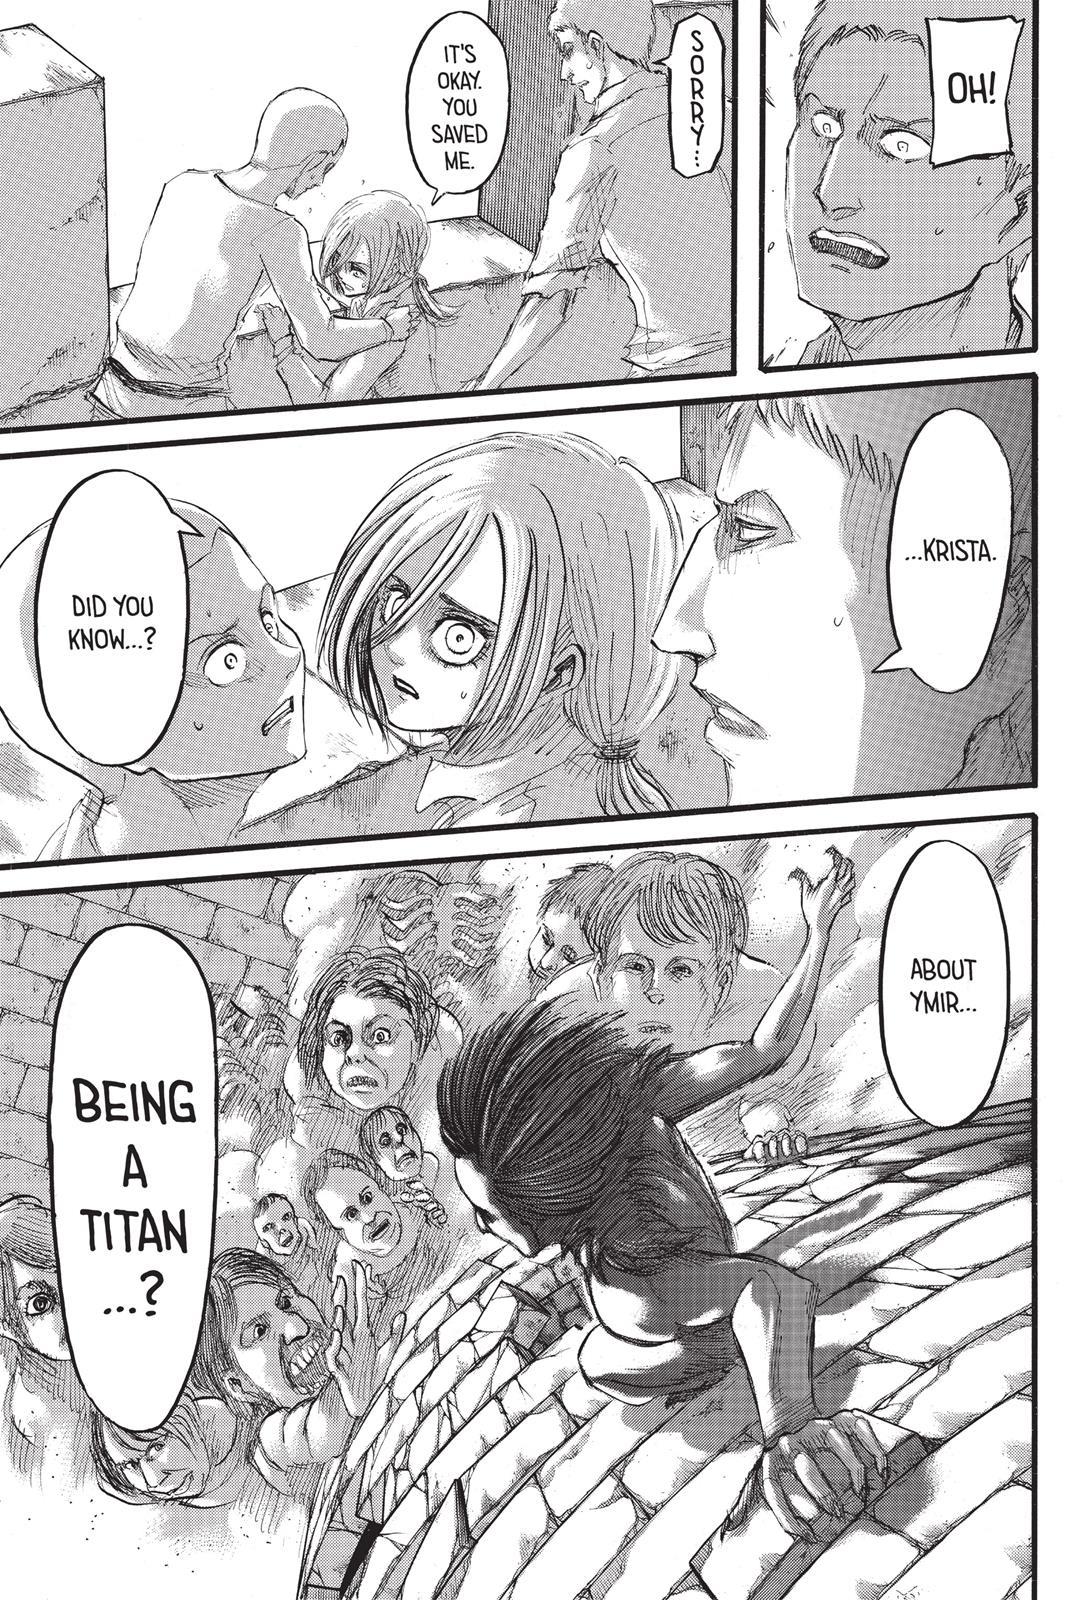 OH!
SORRY...
IT'S
OKAY.
YOU
SAVED
ME.
...KRISTA.
DID YOU
KNOW...?
ABOUT
YMIR...
BEING
A
TITAN
...?